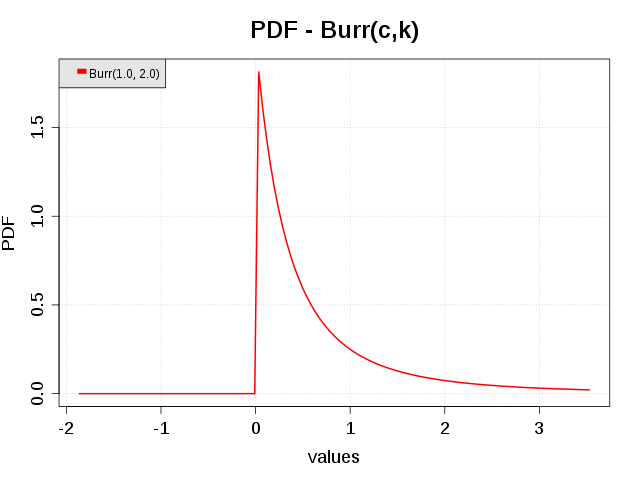 PDF - Burr(c,k)
Burr(1.0, 2.0)
PDF
1.5
1.0
0.5
0.0
-2 -1 0 1 2 3
values